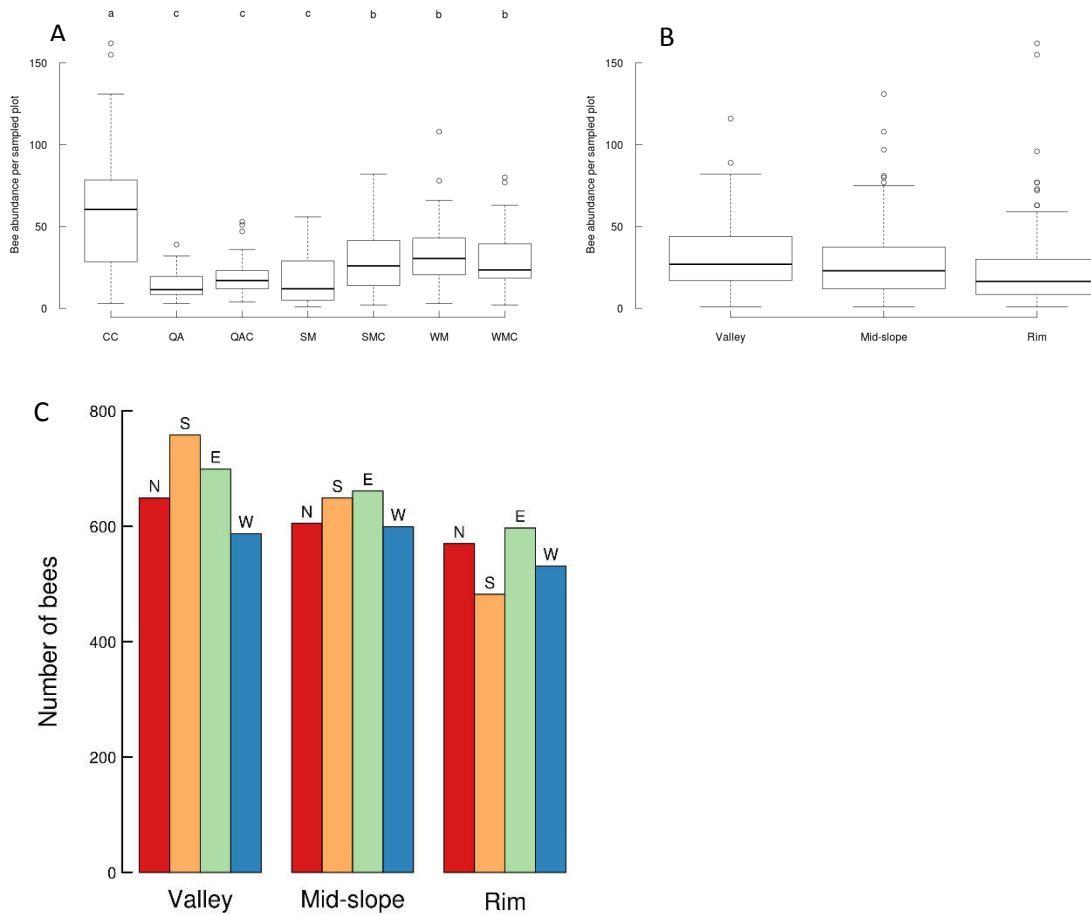 a c c c b b b
A
Bee abundance per sampled plot
150
100
50
0
CC QA QAC SM SMC WM WMC
B
Bee abundance per sampled plot
150
100
50
0
Valley Mid-slope Rim
C
Number of bees
800
600
400
200
0
N S E W
N S E W
N S E W
Valley Mid-slope Rim